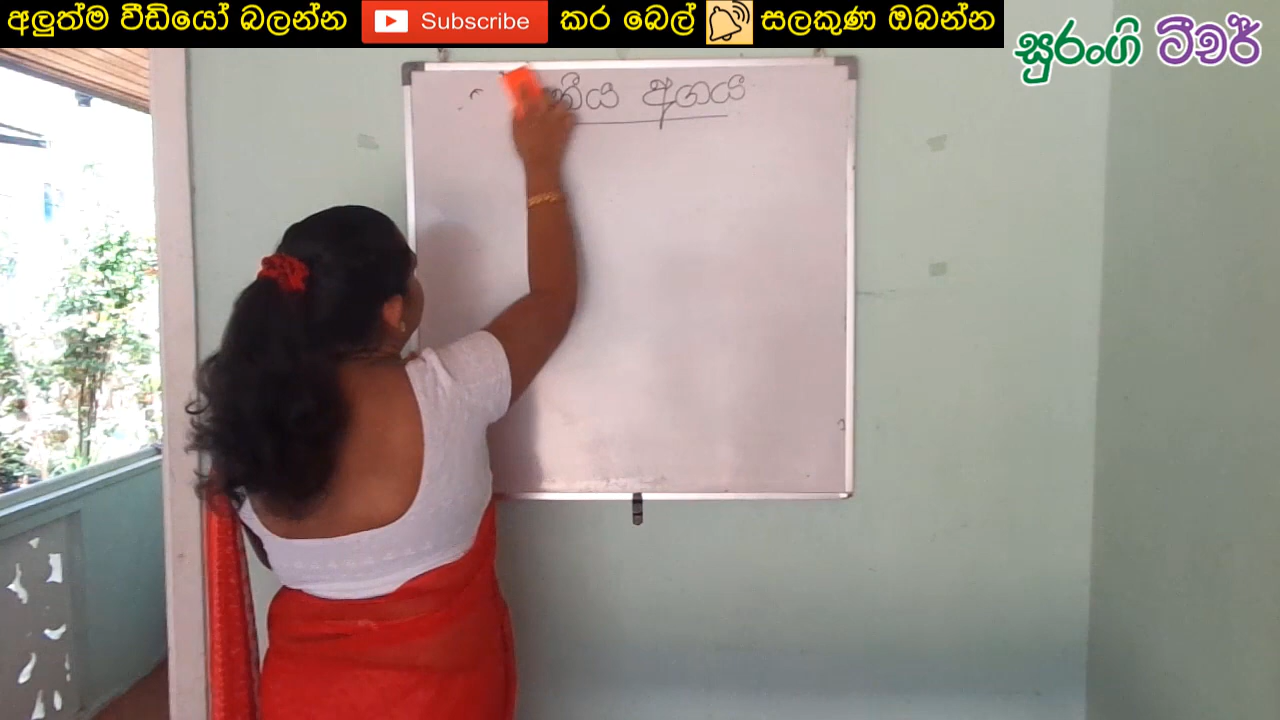 අලුත්ම වීඩියෝ බලන්න Subscribe කර බෙල් සලකුණ ඔබන්න
සුරංගි ටීචර්
අගය